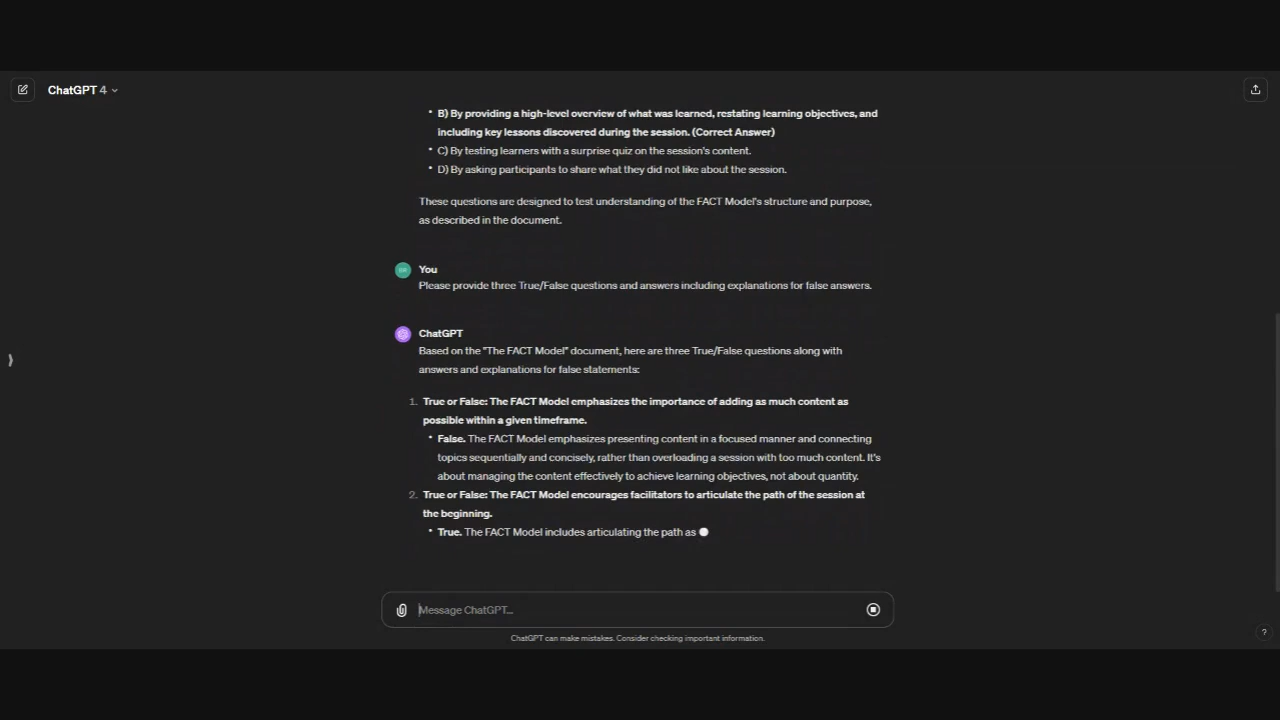 ChatGPT 4
• B) By providing a high-level overview of what was learned, restating learning objectives, and
including key lessons discovered during the session. (Correct Answer)
• C) By testing learners with a surprise quiz on the session's content.
• D) By asking participants to share what they did not like about the session.
These questions are designed to test understanding of the FACT Model's structure and purpose,
as described in the document.
You
Please provide three True/False questions and answers including explanations for false answers.
ChatGPT
Based on the "The FACT Model" document, here are three True/False questions along with
answers and explanations for false statements:
1. True or False: The FACT Model emphasizes the importance of adding as much content as
possible within a given timeframe.
• False. The FACT Model emphasizes presenting content in a focused manner and connecting
topics sequentially and concisely, rather than overloading a session with too much content. It's
about managing the content effectively to achieve learning objectives, not about quantity.
2. True or False: The FACT Model encourages facilitators to articulate the path of the session at
the beginning.
• True. The FACT Model includes articulating the path as
Message ChatGPT...
ChatGPT can make mistakes. Consider checking important information.
?